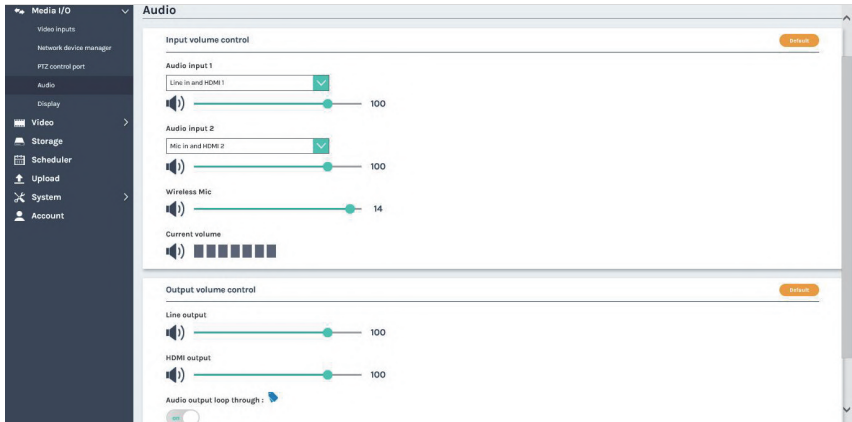 Media I/O
Video inputs
Network device manager
PTZ control port
Audio
Display
Video
Storage
Scheduler
Upload
System
Account
Audio
Input volume control
Default
Audio input 1
Line in and HDMI 1
100
Audio input 2
Mic in and HDMI 2
100
Wireless Mic
14
Current volume
Output volume control
Default
Line output
100
HDMI output
100
Audio output loop through :